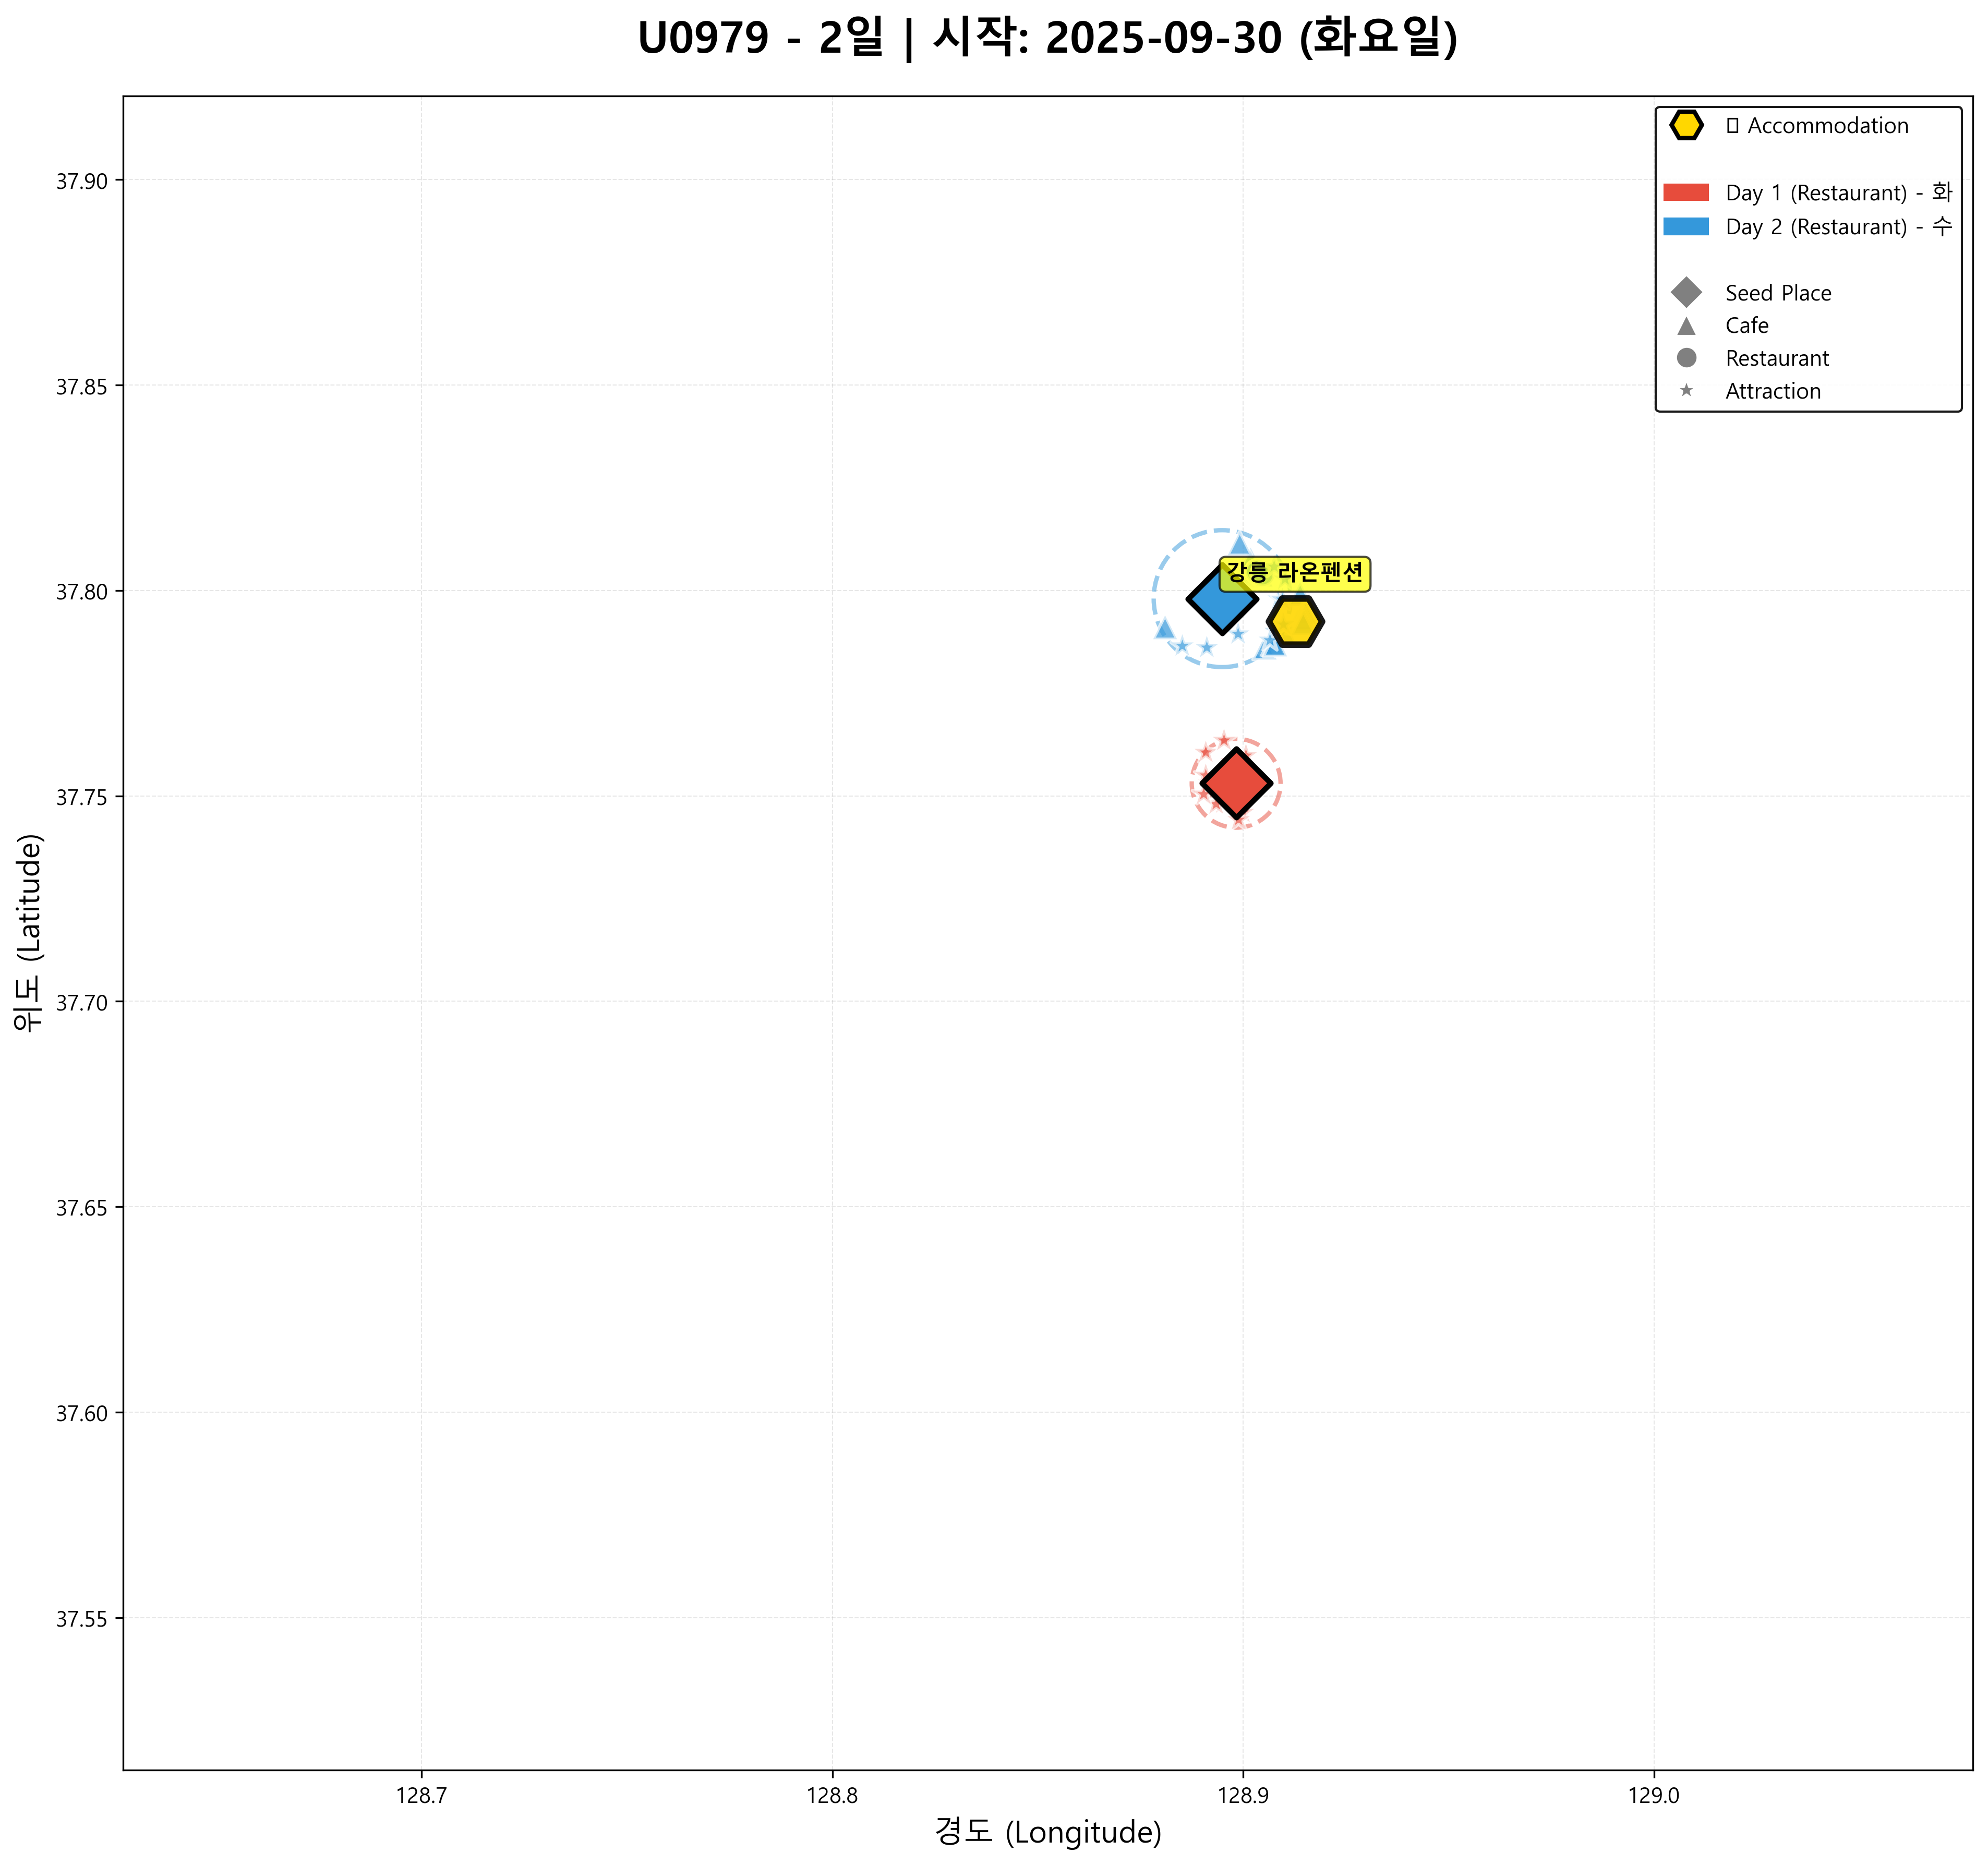 U0979 - 2일 | 시작: 2025-09-30 (화요일)
Accommodation
Day 1 (Restaurant) - 화
Day 2 (Restaurant) - 수
Seed Place
Cafe
Restaurant
Attraction
강릉 라온펜션
37.90
37.85
37.80
37.75
37.70
37.65
37.60
37.55
위도 (Latitude)
128.7
128.8
128.9
129.0
경도 (Longitude)